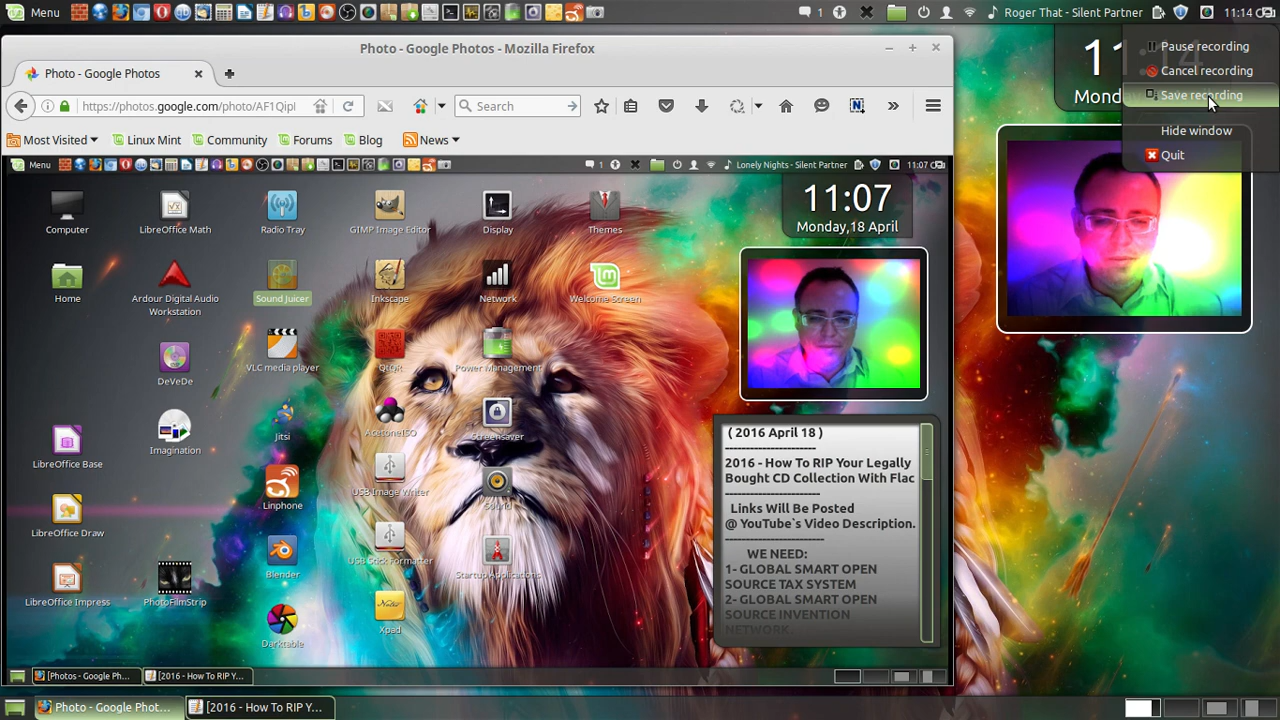 Menu
1
Roger That - Silent Partner
11:14
Photo - Google Photos - Mozilla Firefox
Photo - Google Photos
https://photos.google.com/photo/AF1QipI
Search
Most Visited
Linux Mint
Community
Forums
Blog
News
Pause recording
Cancel recording
Save recording
Hide window
Quit
Menu
1
Lonely Nights - Silent Partner
11:07
Computer
LibreOffice Math
Radio Tray
GIMP Image Editor
Display
Themes
11:07
Monday,18 April
Home
Ardour Digital Audio
Workstation
Sound Juicer
Inkscape
Network
Welcome Screen
DeVeDe
VLC media player
QtQR
Power Management
LibreOffice Base
Imagination
Jitsi
AcetoneISO
Screensaver
LibreOffice Draw
Linphone
USB Image Writer
Sound
LibreOffice Impress
PhotoFilmStrip
Blender
USB Stick Formatter
Startup Applications
Darktable
Notes
Xpad
( 2016 April 18 )
----------------------
2016 - How To RIP Your Legally
Bought CD Collection With Flac
-----------------------
Links Will Be Posted
@ YouTube`s Video Description.
------------------------
WE NEED:
1- GLOBAL SMART OPEN
SOURCE TAX SYSTEM
2- GLOBAL SMART OPEN
SOURCE INVENTION
NETWORK.
[Photos - Google Ph...
[2016 - How To RIP Y...
Photo - Google Phot...
[2016 - How To RIP Y...